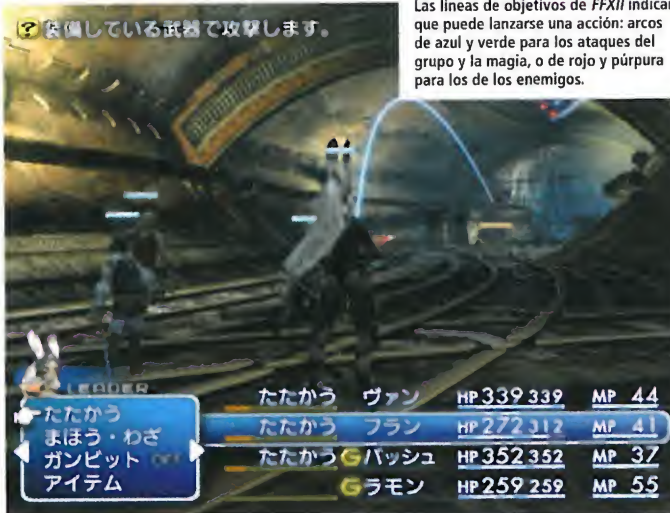 Las líneas de objetivos de FFXII indican
que puede lanzarse una acción: arcos
de azul y verde para los ataques del
grupo y la magia, o de rojo y púrpura
para los de los enemigos.
? 装備している武器で攻撃します。
LEADER
たたかう
まほう・わざ
ガンビット OFF
アイテム
たたかう ヴァン HP 339 339 MP 44
たたかう フラン HP 272 312 MP 41
たたかう G バッシュ HP 352 352 MP 37
G ラモン HP 259 259 MP 55